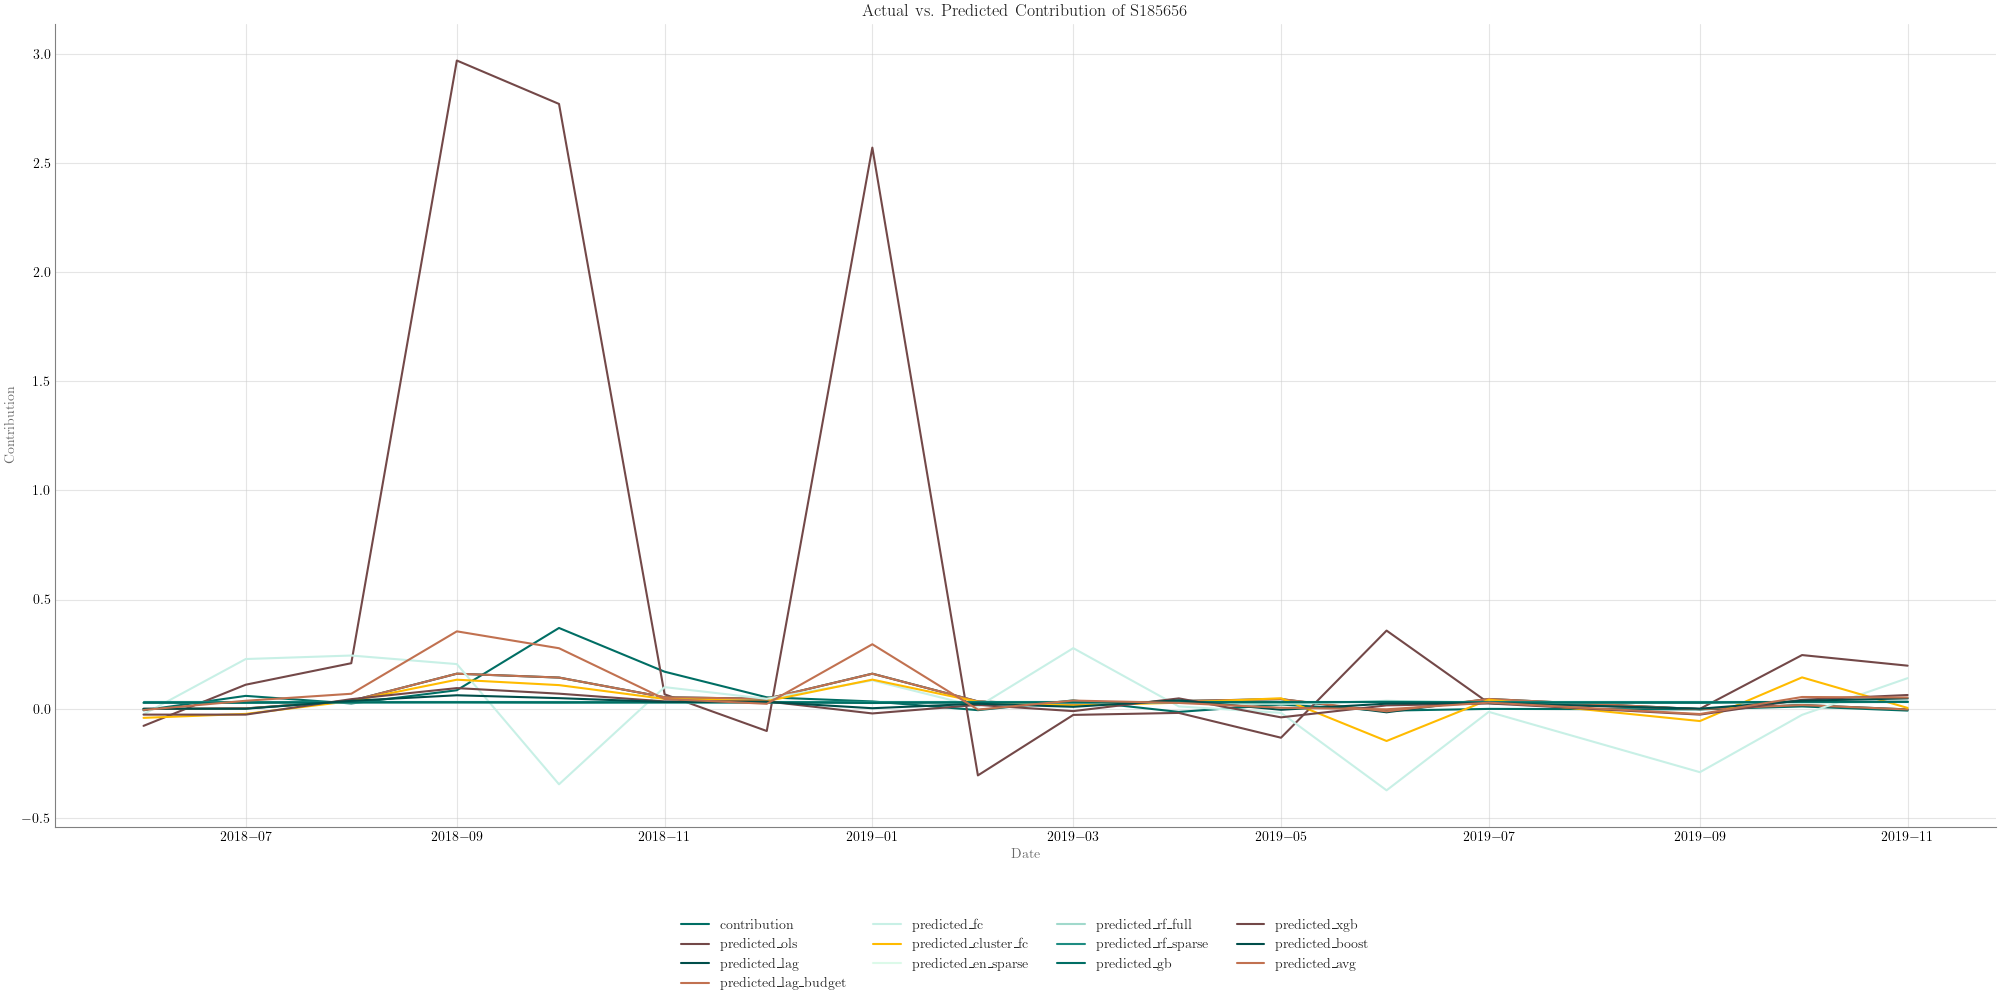 Actual vs. Predicted Contribution of S185656
3.0
2.5
2.0
1.5
1.0
0.5
0.0
−0.5
Contribution
2018−07 2018−09 2018−11 2019−01 2019−03 2019−05 2019−07 2019−09 2019−11
Date
contribution predicted_fc predicted_rf_full predicted_xgb
predicted_ols predicted_cluster_fc predicted_rf_sparse predicted_boost
predicted_lag predicted_en_sparse predicted_gb predicted_avg
predicted_lag_budget